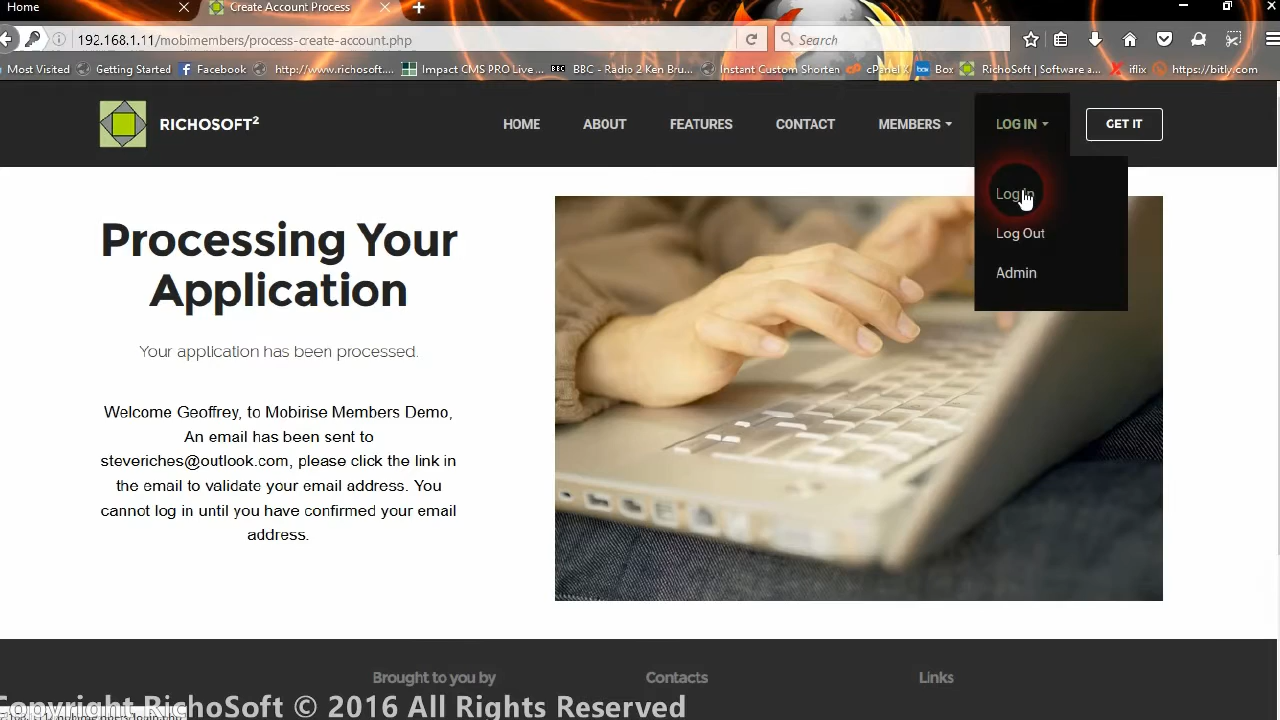 Home
Create Account Process
192.168.1.11/mobimembers/process-create-account.php
Search
Most Visited
Getting Started
Facebook
http://www.richosoft....
Impact CMS PRO Live ...
BBC - Radio 2 Ken Bru...
Instant Custom Shorten
cPanel X
Box
RichoSoft | Software a...
iflix
https://bitly.com
RICHOSOFT²
HOME
ABOUT
FEATURES
CONTACT
MEMBERS
LOG IN
GET IT
Log In
Log Out
Admin
Processing Your
Application
Your application has been processed.
Welcome Geoffrey, to Mobirise Members Demo,
An email has been sent to
steveriches@outlook.com, please click the link in
the email to validate your email address. You
cannot log in until you have confirmed your email
address.
Brought to you by
Contacts
Links
Copyright RichoSoft © 2016 All Rights Reserved